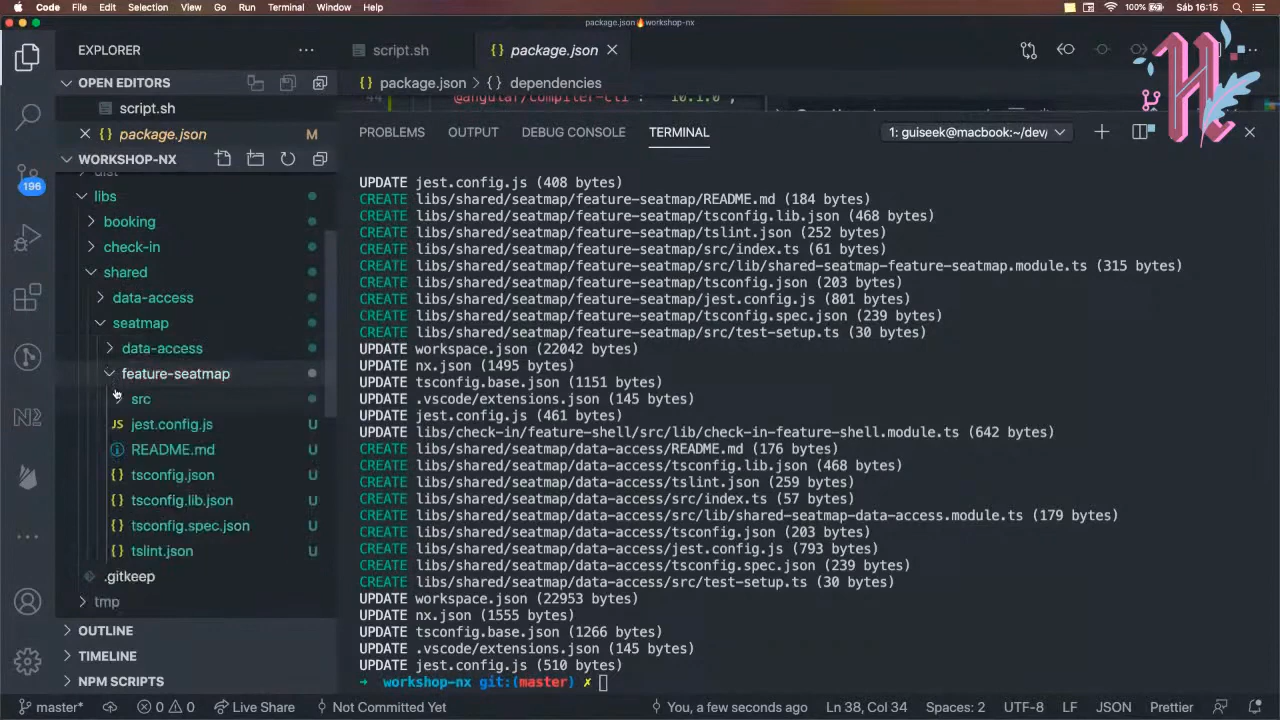 Code File Edit Selection View Go Run Terminal Window Help 100% Sáb 16:15
package.json🔥workshop-nx
EXPLORER
script.sh
{} package.json
OPEN EDITORS
script.sh
{} package.json M
WORKSHOP-NX
dist
libs
booking
check-in
shared
data-access
seatmap
data-access
feature-seatmap
src
JS jest.config.js U
README.md U
{} tsconfig.json U
{} tsconfig.lib.json U
{} tsconfig.spec.json U
{} tslint.json U
.gitkeep
tmp
OUTLINE
TIMELINE
NPM SCRIPTS
196
{} package.json > {} dependencies
44 "@angular/compiler-cli": "10.1.0",
PROBLEMS OUTPUT DEBUG CONSOLE TERMINAL 1: guiseek@macbook:~/dev/
UPDATE jest.config.js (408 bytes)
CREATE libs/shared/seatmap/feature-seatmap/README.md (184 bytes)
CREATE libs/shared/seatmap/feature-seatmap/tsconfig.lib.json (468 bytes)
CREATE libs/shared/seatmap/feature-seatmap/tslint.json (252 bytes)
CREATE libs/shared/seatmap/feature-seatmap/src/index.ts (61 bytes)
CREATE libs/shared/seatmap/feature-seatmap/src/lib/shared-seatmap-feature-seatmap.module.ts (315 bytes)
CREATE libs/shared/seatmap/feature-seatmap/tsconfig.json (203 bytes)
CREATE libs/shared/seatmap/feature-seatmap/jest.config.js (801 bytes)
CREATE libs/shared/seatmap/feature-seatmap/tsconfig.spec.json (239 bytes)
CREATE libs/shared/seatmap/feature-seatmap/src/test-setup.ts (30 bytes)
UPDATE workspace.json (22042 bytes)
UPDATE nx.json (1495 bytes)
UPDATE tsconfig.base.json (1151 bytes)
UPDATE .vscode/extensions.json (145 bytes)
UPDATE jest.config.js (461 bytes)
UPDATE libs/check-in/feature-shell/src/lib/check-in-feature-shell.module.ts (642 bytes)
CREATE libs/shared/seatmap/data-access/README.md (176 bytes)
CREATE libs/shared/seatmap/data-access/tsconfig.lib.json (468 bytes)
CREATE libs/shared/seatmap/data-access/tslint.json (259 bytes)
CREATE libs/shared/seatmap/data-access/src/index.ts (57 bytes)
CREATE libs/shared/seatmap/data-access/src/lib/shared-seatmap-data-access.module.ts (179 bytes)
CREATE libs/shared/seatmap/data-access/tsconfig.json (203 bytes)
CREATE libs/shared/seatmap/data-access/jest.config.js (793 bytes)
CREATE libs/shared/seatmap/data-access/tsconfig.spec.json (239 bytes)
CREATE libs/shared/seatmap/data-access/src/test-setup.ts (30 bytes)
UPDATE workspace.json (22953 bytes)
UPDATE nx.json (1555 bytes)
UPDATE tsconfig.base.json (1266 bytes)
UPDATE .vscode/extensions.json (145 bytes)
UPDATE jest.config.js (510 bytes)
➜ workshop-nx git:(master) ✗
master* 0 0 Live Share Not Committed Yet You, a few seconds ago Ln 38, Col 34 Spaces: 2 UTF-8 LF JSON Prettier